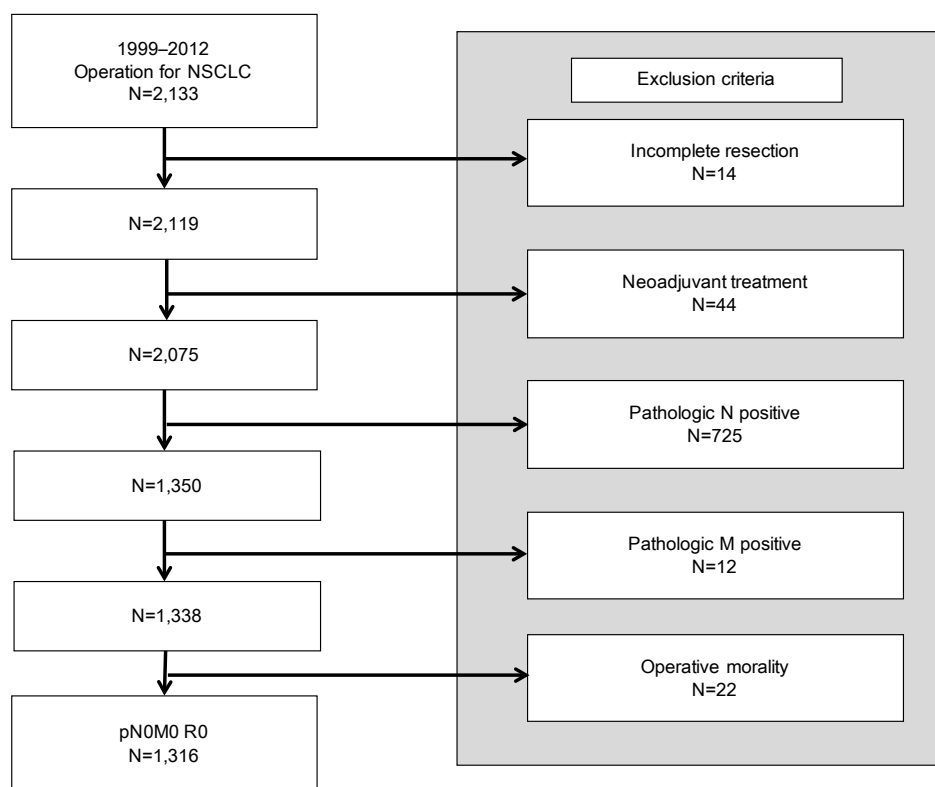 1999–2012
Operation for NSCLC
N=2,133
Exclusion criteria
Incomplete resection
N=14
N=2,119
Neoadjuvant treatment
N=44
N=2,075
Pathologic N positive
N=725
N=1,350
Pathologic M positive
N=12
N=1,338
Operative morality
N=22
pN0M0 R0
N=1,316